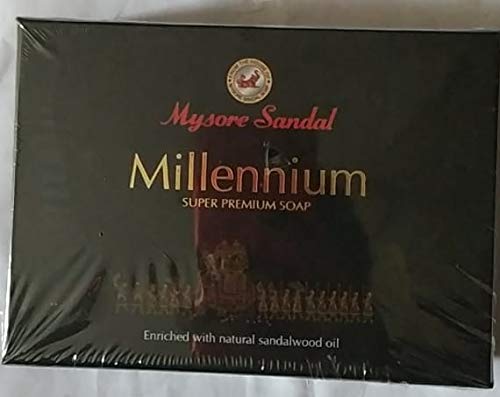 Mysore Sandal
Millennium
SUPER PREMIUM SOAP
Enriched with natural sandalwood oil